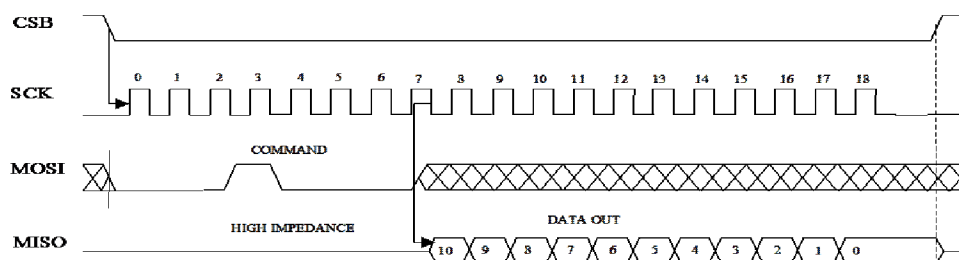 CSB
0 1 2 3 4 5 6 7 8 9 10 11 12 13 14 15 16 17 18
SCK
COMMAND
MOSI
HIGH IMPEDANCE DATA OUT
MISO 10 9 8 7 6 5 4 3 2 1 0